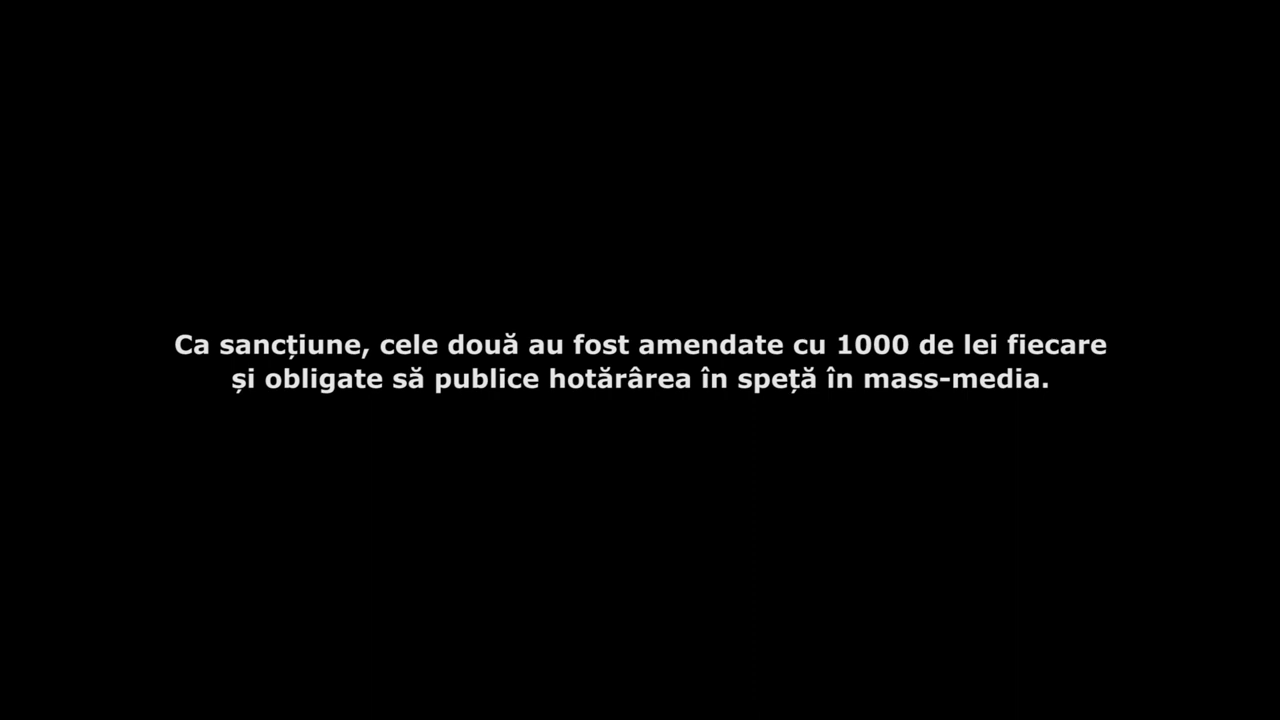 Ca sancțiune, cele două au fost amendate cu 1000 de lei fiecare
și obligate să publice hotărârea în speță în mass-media.